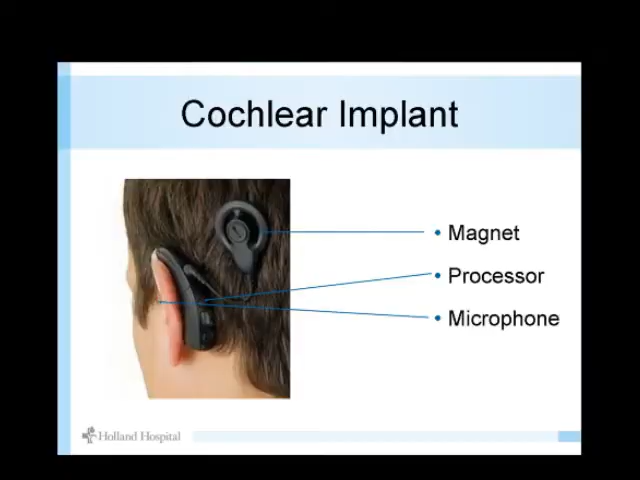 Cochlear Implant
• Magnet
• Processor
• Microphone
Holland Hospital